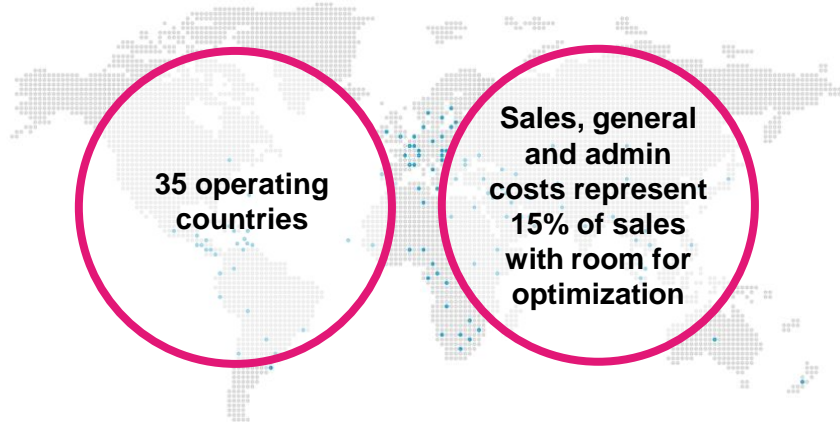 35 operating
countries
Sales, general
and admin
costs represent
15% of sales
with room for
optimization